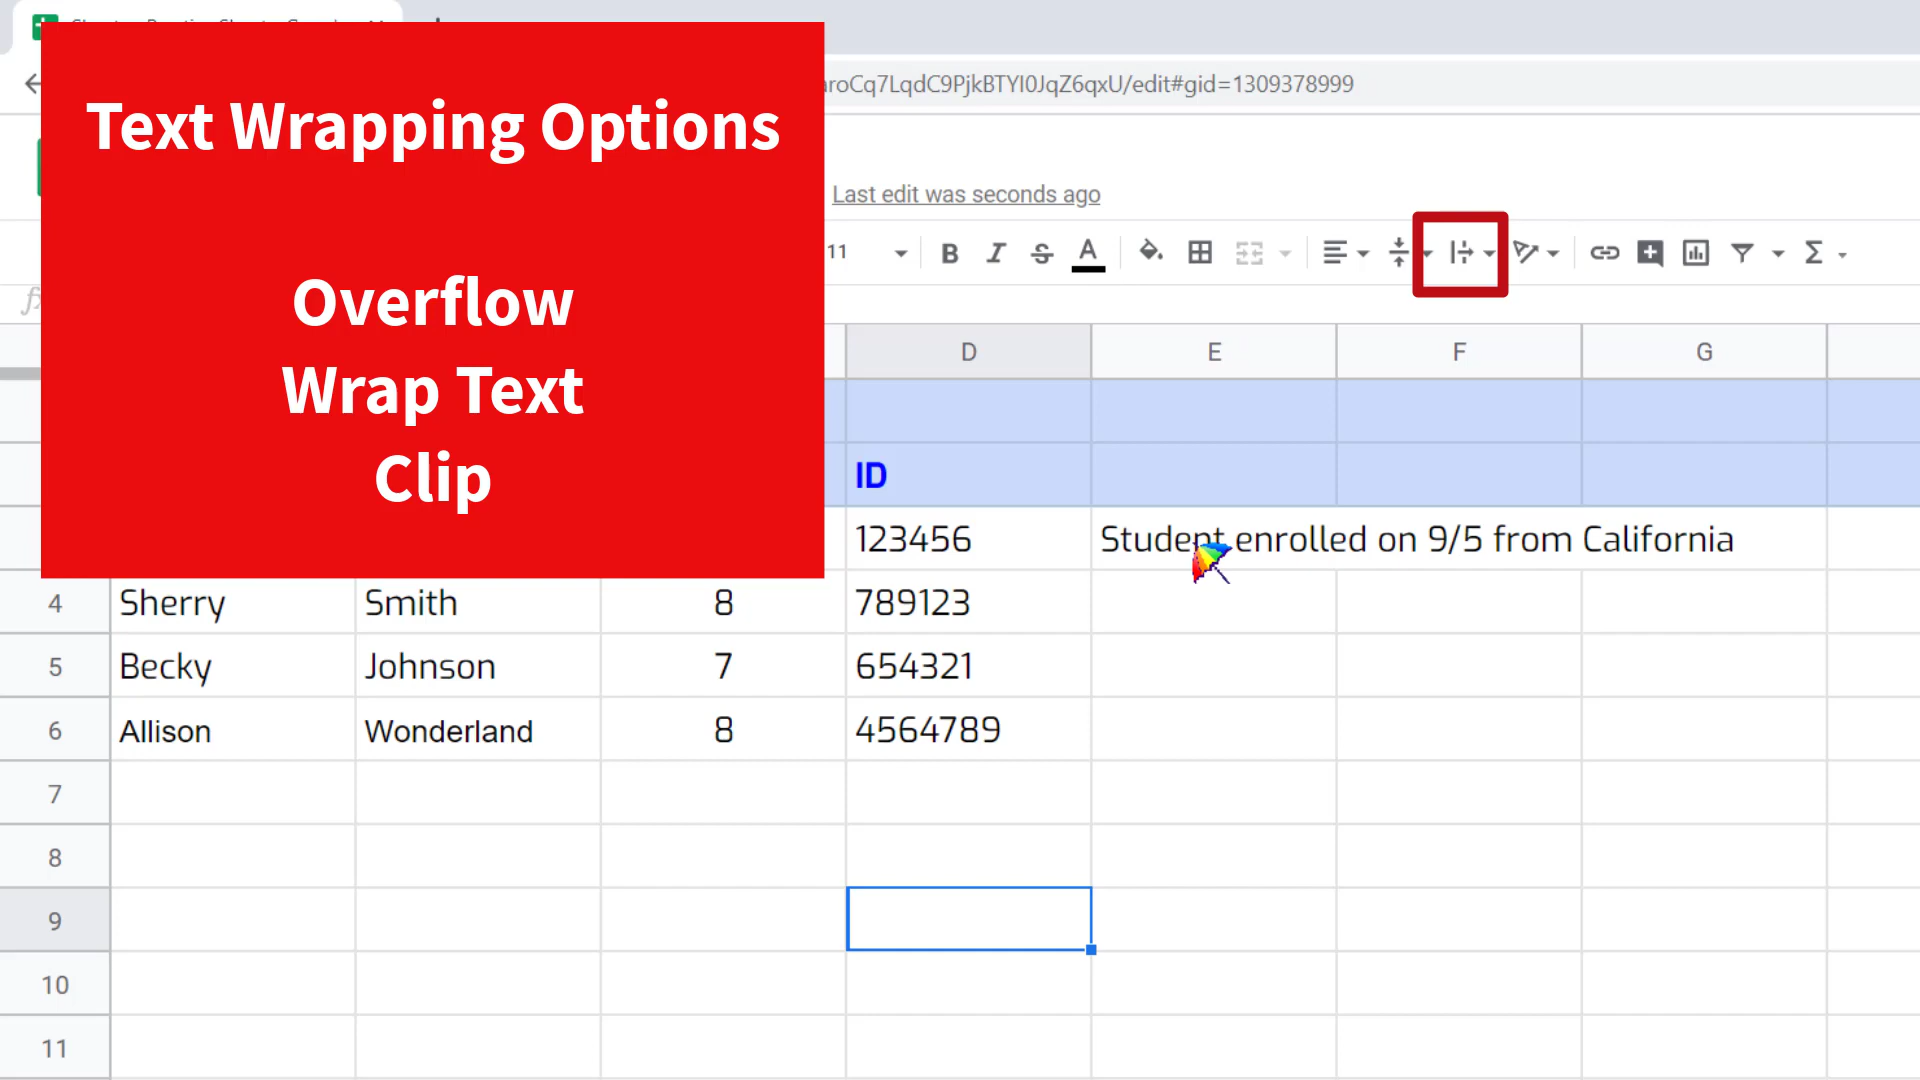 Text Wrapping Options
Overflow
Wrap Text
Clip
aroCq7LqdC9PjkBTYI0JqZ6qxU/edit#gid=1309378999
Last edit was seconds ago
11 B I S A Σ
fx
D E F G
ID
123456 Student enrolled on 9/5 from California
4 Sherry Smith 8 789123
5 Becky Johnson 7 654321
6 Allison Wonderland 8 4564789
7
8
9
10
11